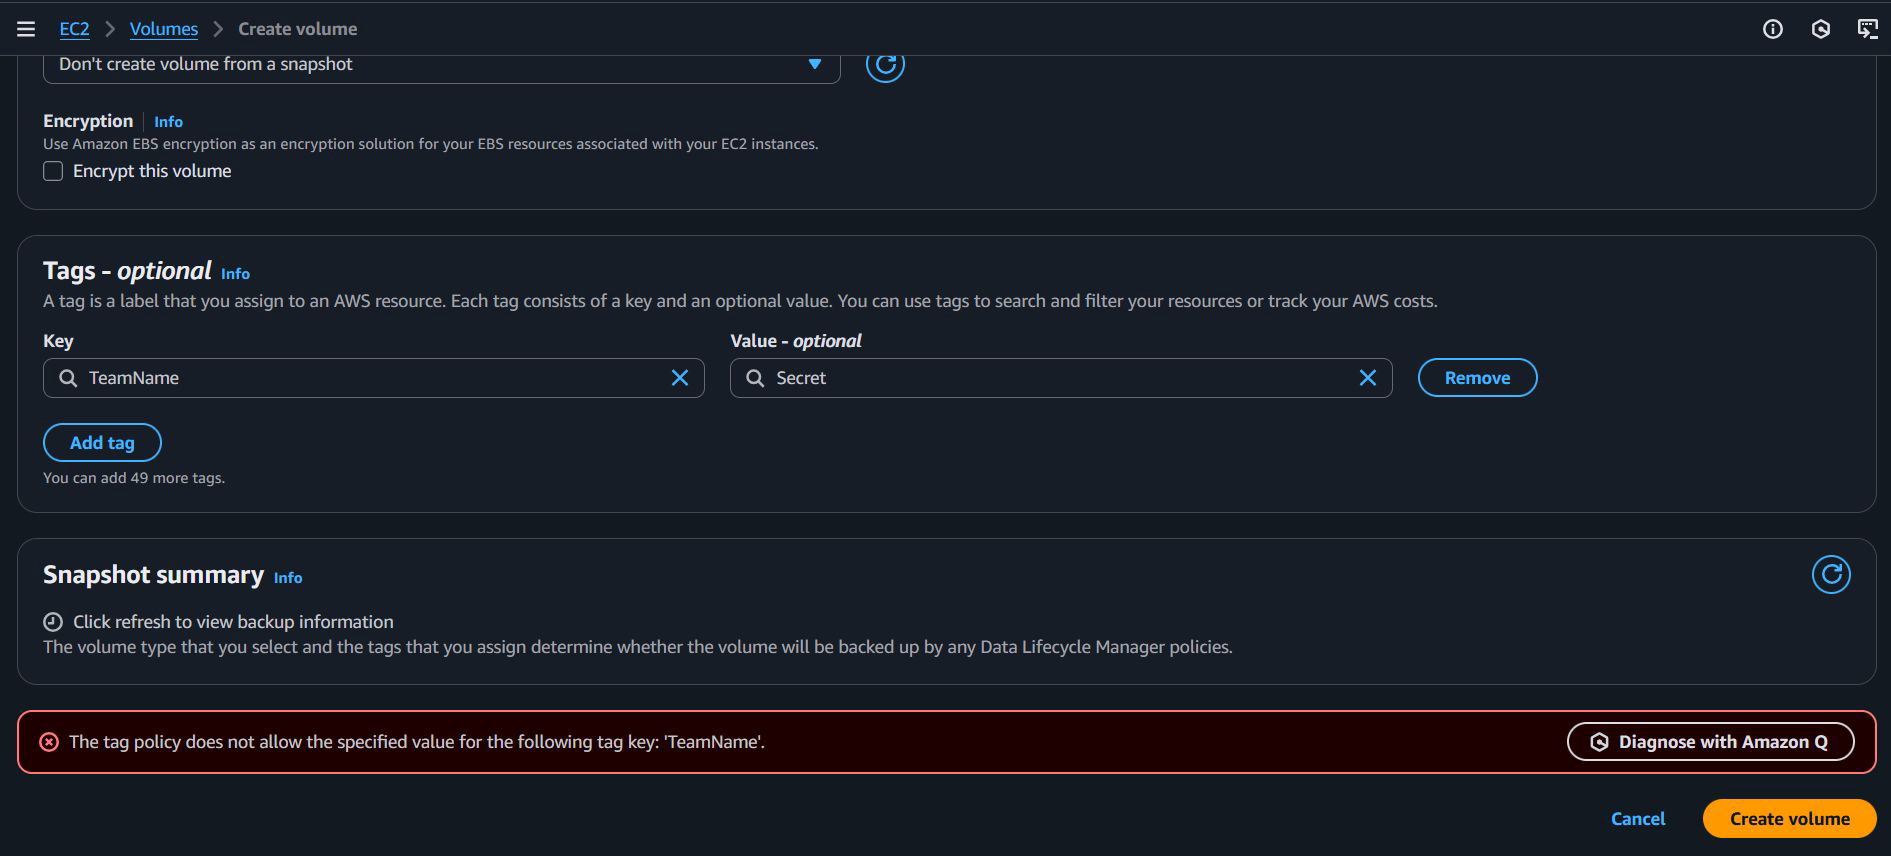 EC2 > Volumes > Create volume
Don't create volume from a snapshot
Encryption Info
Use Amazon EBS encryption as an encryption solution for your EBS resources associated with your EC2 instances.
Encrypt this volume
Tags - optional Info
A tag is a label that you assign to an AWS resource. Each tag consists of a key and an optional value. You can use tags to search and filter your resources or track your AWS costs.
Key
Value - optional
TeamName
Secret
Remove
Add tag
You can add 49 more tags.
Snapshot summary Info
Click refresh to view backup information
The volume type that you select and the tags that you assign determine whether the volume will be backed up by any Data Lifecycle Manager policies.
The tag policy does not allow the specified value for the following tag key: 'TeamName'.
Diagnose with Amazon Q
Cancel
Create volume